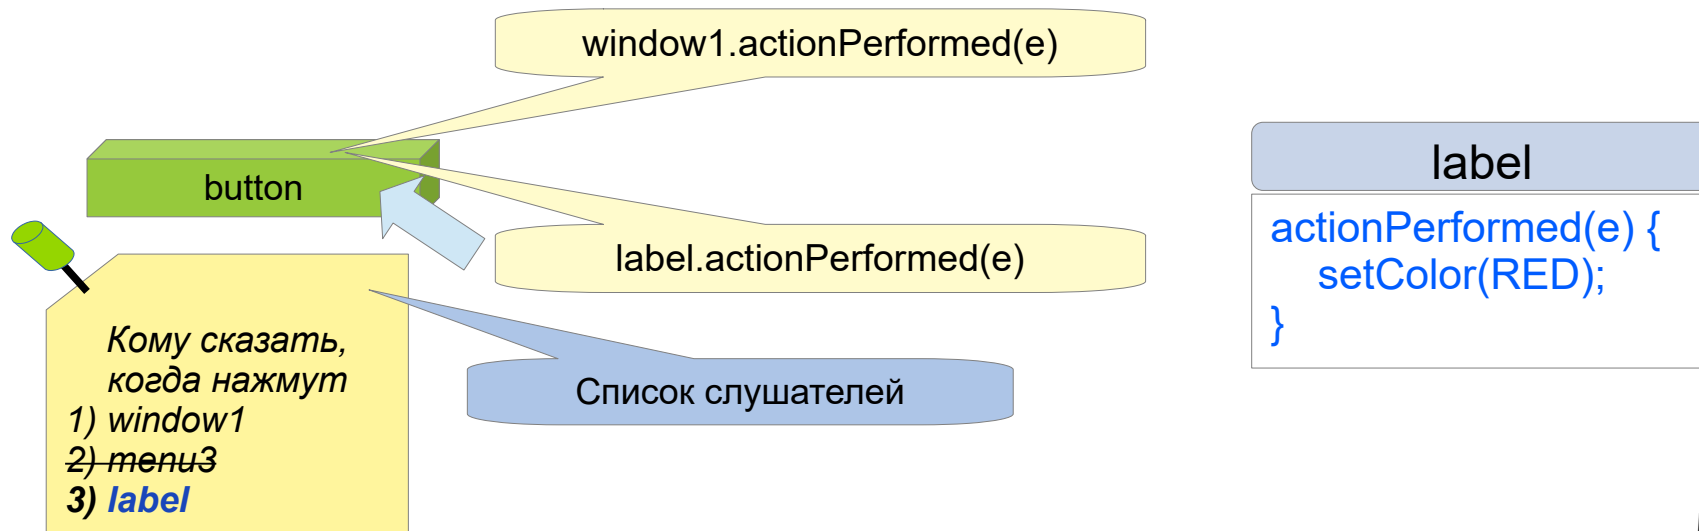 window1.actionPerformed(e)
button
label.actionPerformed(e)
Кому сказать,
когда нажмут
1) window1
2) menu3
3) label
Список слушателей
label
actionPerformed(e) {
setColor(RED);
}